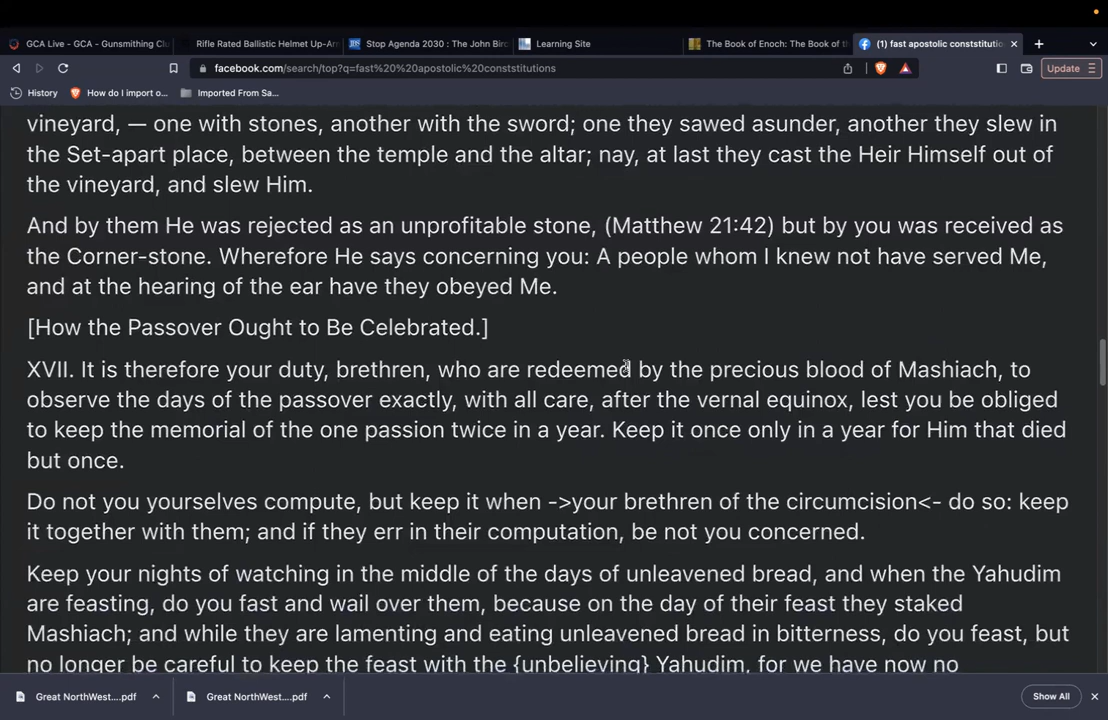 GCA Live - GCA - Gunsmithing Clu
Rifle Rated Ballistic Helmet Up-Arm
Stop Agenda 2030 : The John Birc
Learning Site
The Book of Enoch: The Book of th
(1) fast apostolic conststitutio
facebook.com/search/top?q=fast%20%20apostolic%20conststitutions
Update
History
How do I import o...
Imported From Sa...
vineyard, — one with stones, another with the sword; one they sawed asunder, another they slew in
the Set-apart place, between the temple and the altar; nay, at last they cast the Heir Himself out of
the vineyard, and slew Him.
And by them He was rejected as an unprofitable stone, (Matthew 21:42) but by you was received as
the Corner-stone. Wherefore He says concerning you: A people whom I knew not have served Me,
and at the hearing of the ear have they obeyed Me.
[How the Passover Ought to Be Celebrated.]
XVII. It is therefore your duty, brethren, who are redeemed by the precious blood of Mashiach, to
observe the days of the passover exactly, with all care, after the vernal equinox, lest you be obliged
to keep the memorial of the one passion twice in a year. Keep it once only in a year for Him that died
but once.
Do not you yourselves compute, but keep it when ->your brethren of the circumcision<- do so: keep
it together with them; and if they err in their computation, be not you concerned.
Keep your nights of watching in the middle of the days of unleavened bread, and when the Yahudim
are feasting, do you fast and wail over them, because on the day of their feast they staked
Mashiach; and while they are lamenting and eating unleavened bread in bitterness, do you feast, but
no longer be careful to keep the feast with the {unbelieving} Yahudim, for we have now no
Great NorthWest....pdf
Great NorthWest....pdf
Show All